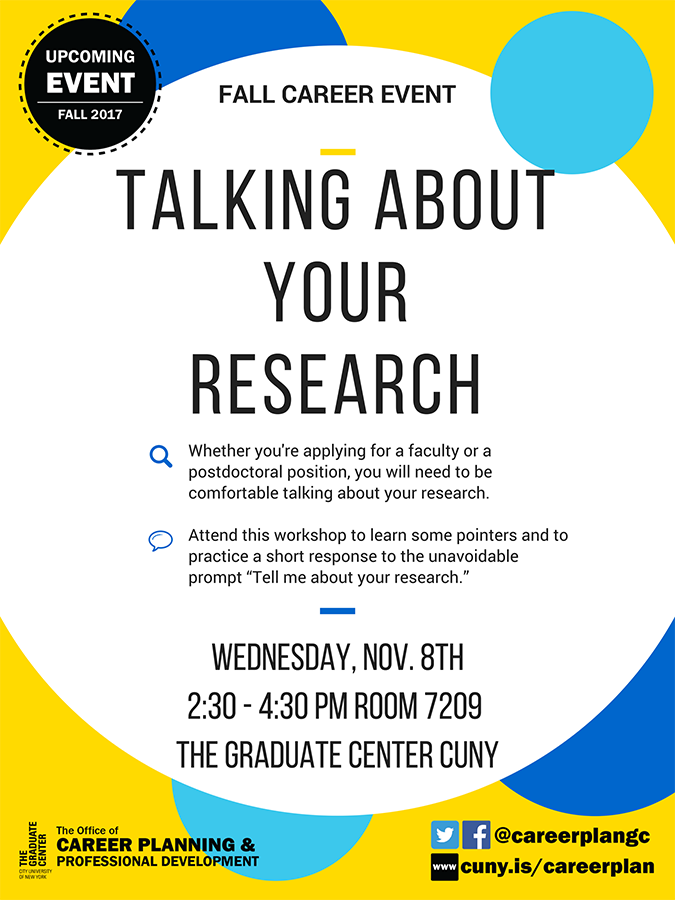 UPCOMING
EVENT
FALL 2017
FALL CAREER EVENT
TALKING ABOUT
YOUR
RESEARCH
Whether you're applying for a faculty or a
postdoctoral position, you will need to be
comfortable talking about your research.
Attend this workshop to learn some pointers and to
practice a short response to the unavoidable
prompt “Tell me about your research.”
WEDNESDAY, NOV. 8TH
2:30 - 4:30 PM ROOM 7209
THE GRADUATE CENTER CUNY
THE
GRADUATE
CENTER
CITY UNIVERSITY
OF NEW YORK
The Office of
CAREER PLANNING &
PROFESSIONAL DEVELOPMENT
@careerplangc
www cuny.is/careerplan